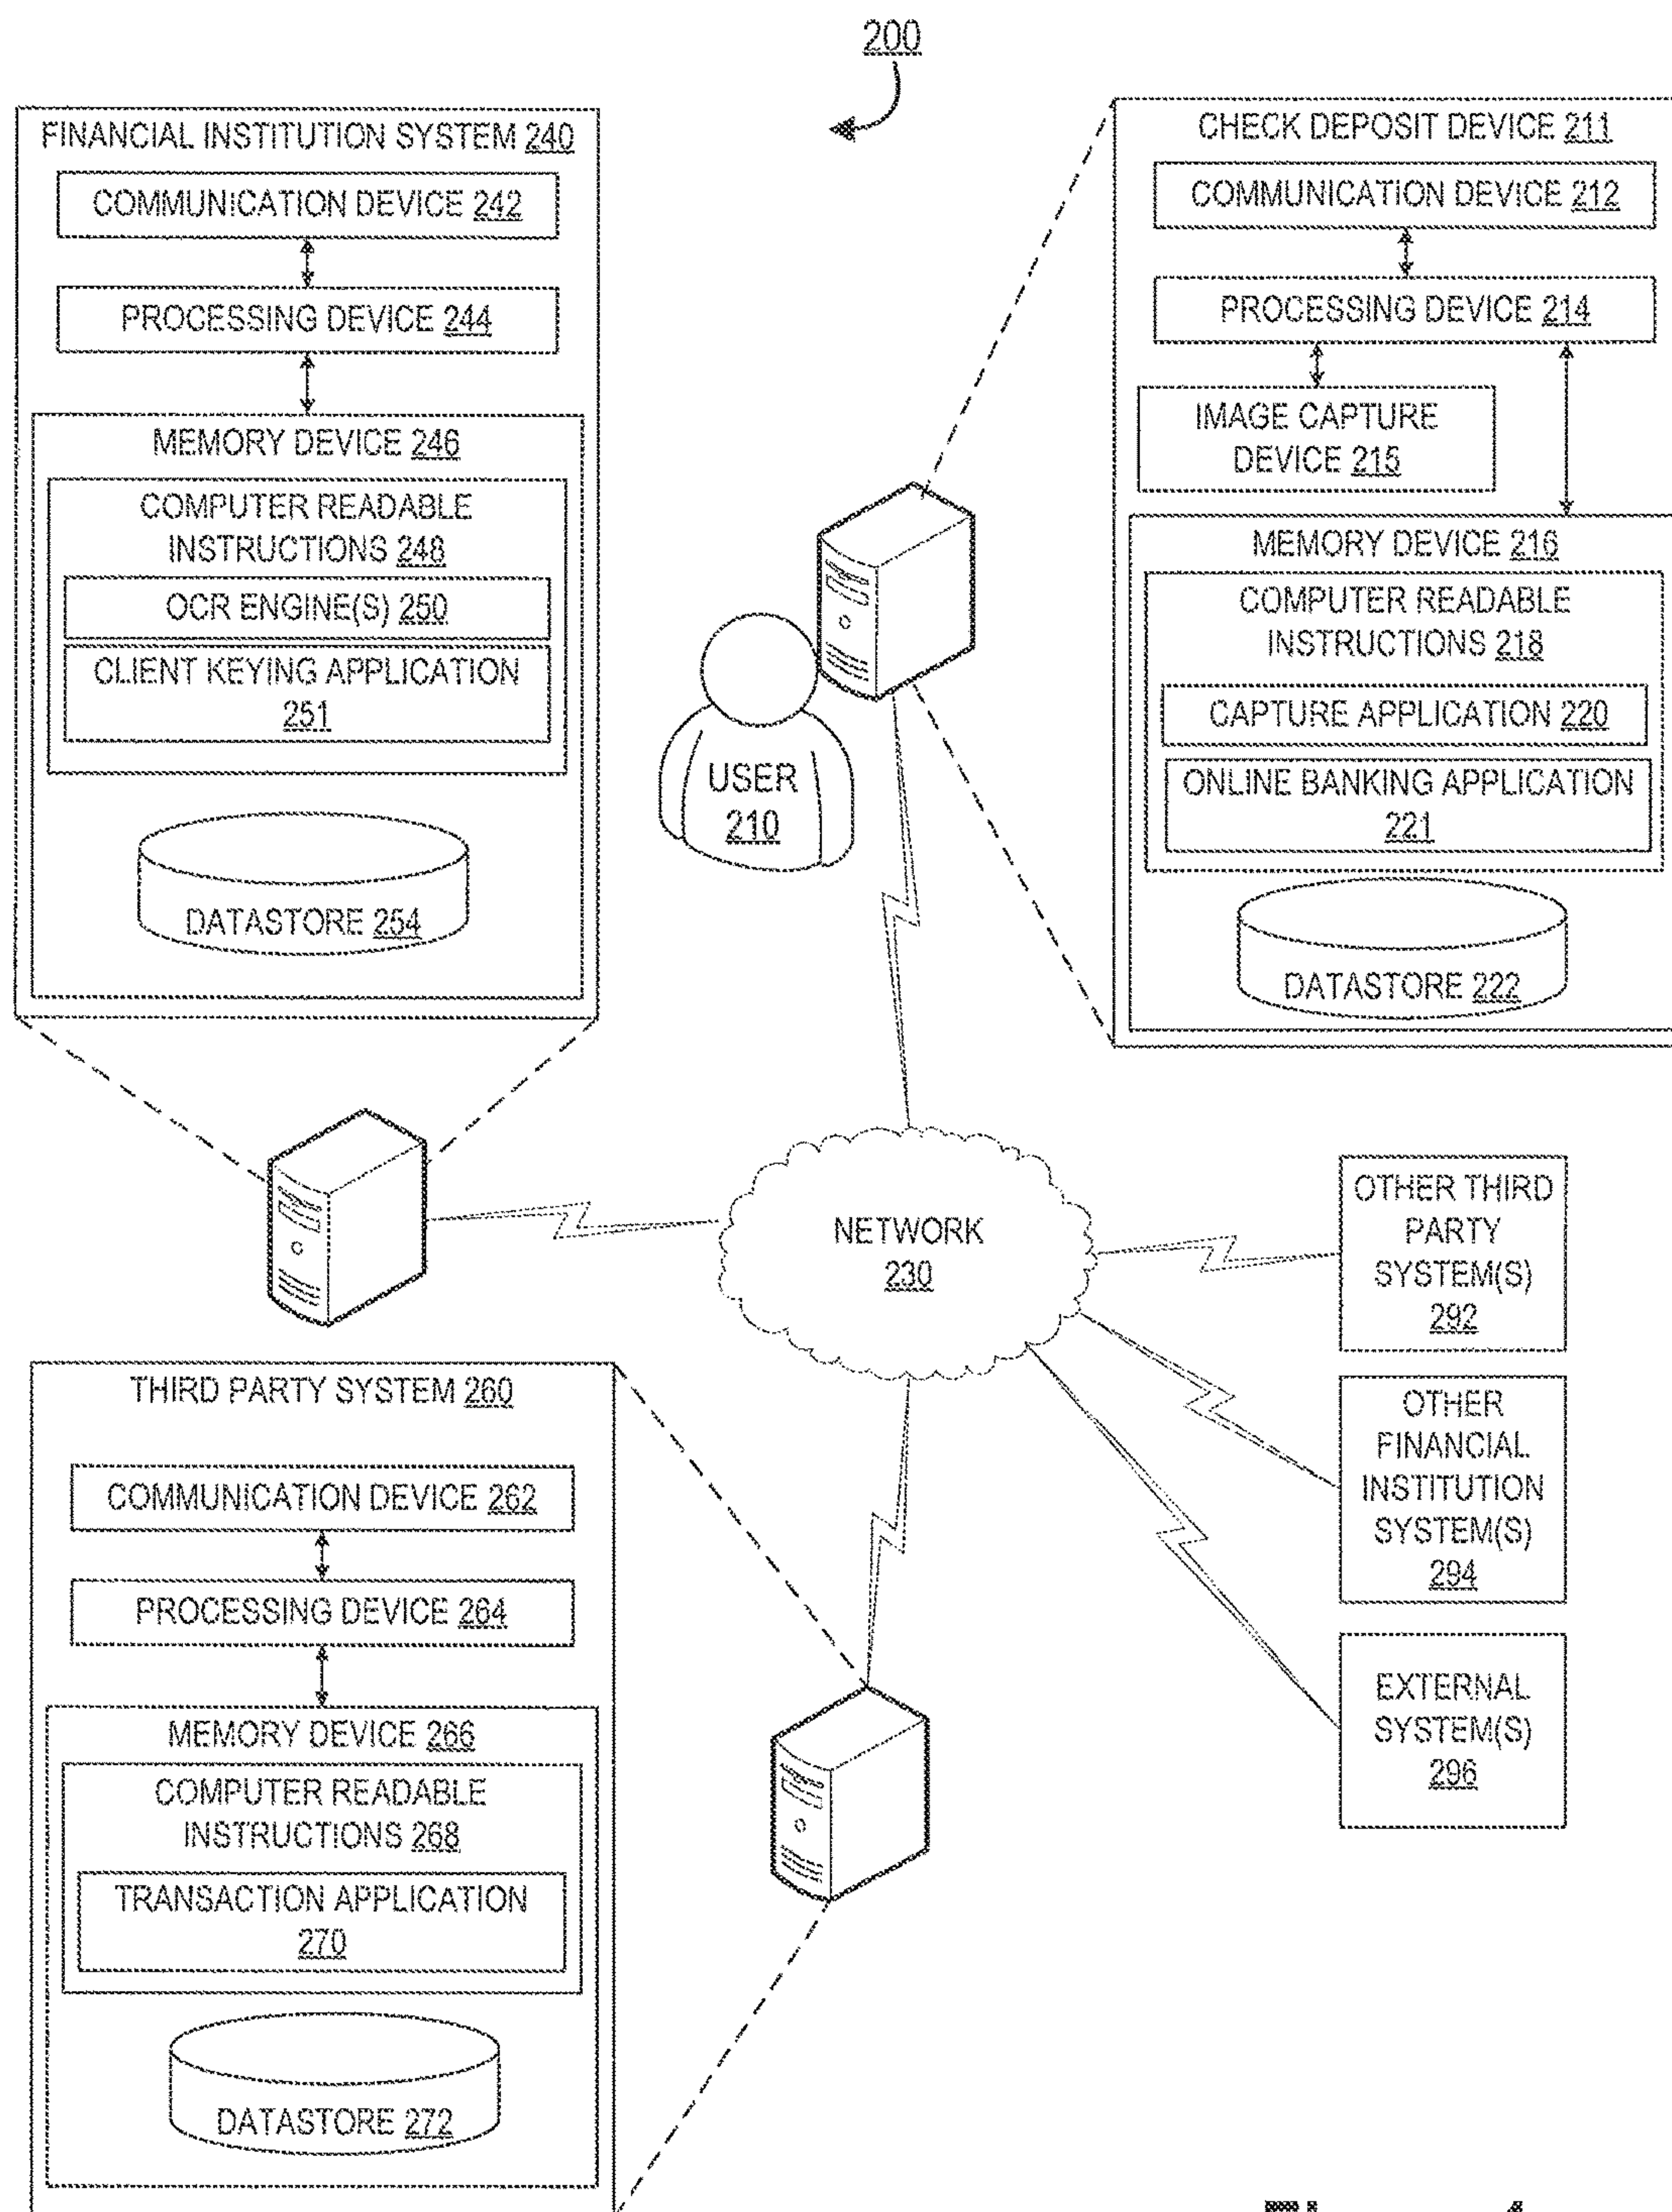 200
FINANCIAL INSTITUTION SYSTEM 240
COMMUNICATION DEVICE 242
PROCESSING DEVICE 244
MEMORY DEVICE 246
COMPUTER READABLE
INSTRUCTIONS 248
OCR ENGINE(S) 250
CLIENT KEYING APPLICATION
251
DATASTORE 254
CHECK DEPOSIT DEVICE 211
COMMUNICATION DEVICE 212
PROCESSING DEVICE 214
IMAGE CAPTURE
DEVICE 215
MEMORY DEVICE 216
COMPUTER READABLE
INSTRUCTIONS 218
CAPTURE APPLICATION 220
ONLINE BANKING APPLICATION
221
DATASTORE 222
USER
210
NETWORK
230
OTHER THIRD
PARTY
SYSTEM(S)
292
OTHER
FINANCIAL
INSTITUTION
SYSTEM(S)
294
EXTERNAL
SYSTEM(S)
296
THIRD PARTY SYSTEM 260
COMMUNICATION DEVICE 262
PROCESSING DEVICE 264
MEMORY DEVICE 266
COMPUTER READABLE
INSTRUCTIONS 268
TRANSACTION APPLICATION
270
DATASTORE 272